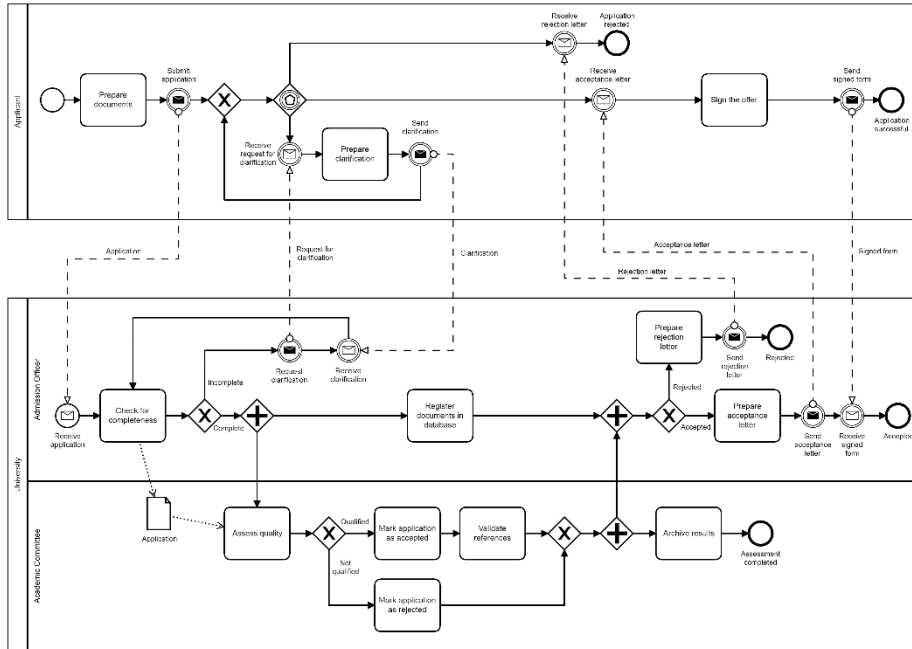 Applicant
Prepare
documents
Submit
application
Receive
request for
clarification
Prepare
clarification
Send
clarification
Receive
rejection letter
Application
rejected
Receive
acceptance letter
Sign the offer
Send
signed form
Application
successful
Application
Request for
clarification
Clarification
Rejection letter
Acceptance letter
Signed form
University
Admission Officer
Receive
application
Check for
completeness
Incomplete
Complete
Request
clarification
Receive
clarification
Register
documents in
database
Prepare
rejection
letter
Send
rejection
letter
Rejected
Rejected
Accepted
Prepare
acceptance
letter
Send
acceptance
letter
Receive
signed form
Accepted
Academic Committee
Application
Assess quality
Qualified
Not
qualified
Mark application
as accepted
Validate
references
Mark application
as rejected
Archive results
Assessment
completed